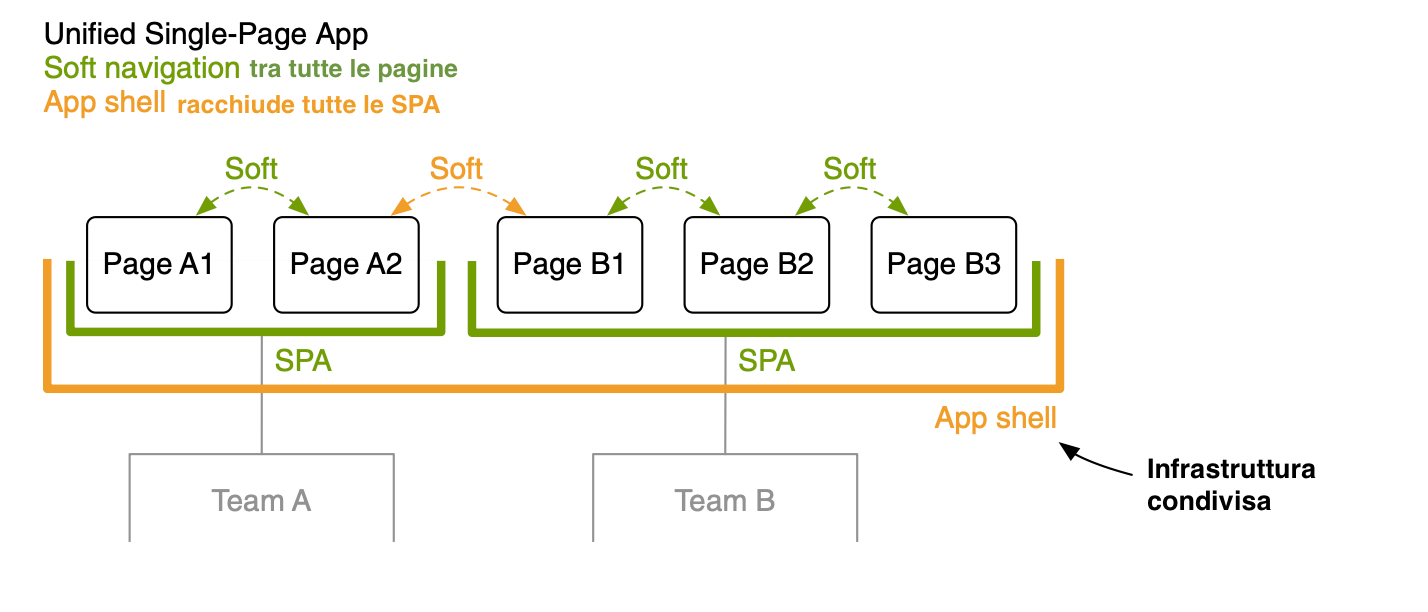 Unified Single-Page App
Soft navigation tra tutte le pagine
App shell racchiude tutte le SPA
Soft Soft Soft Soft
Page A1 Page A2 Page B1 Page B2 Page B3
SPA SPA
App shell
Infrastruttura
condivisa
Team A Team B